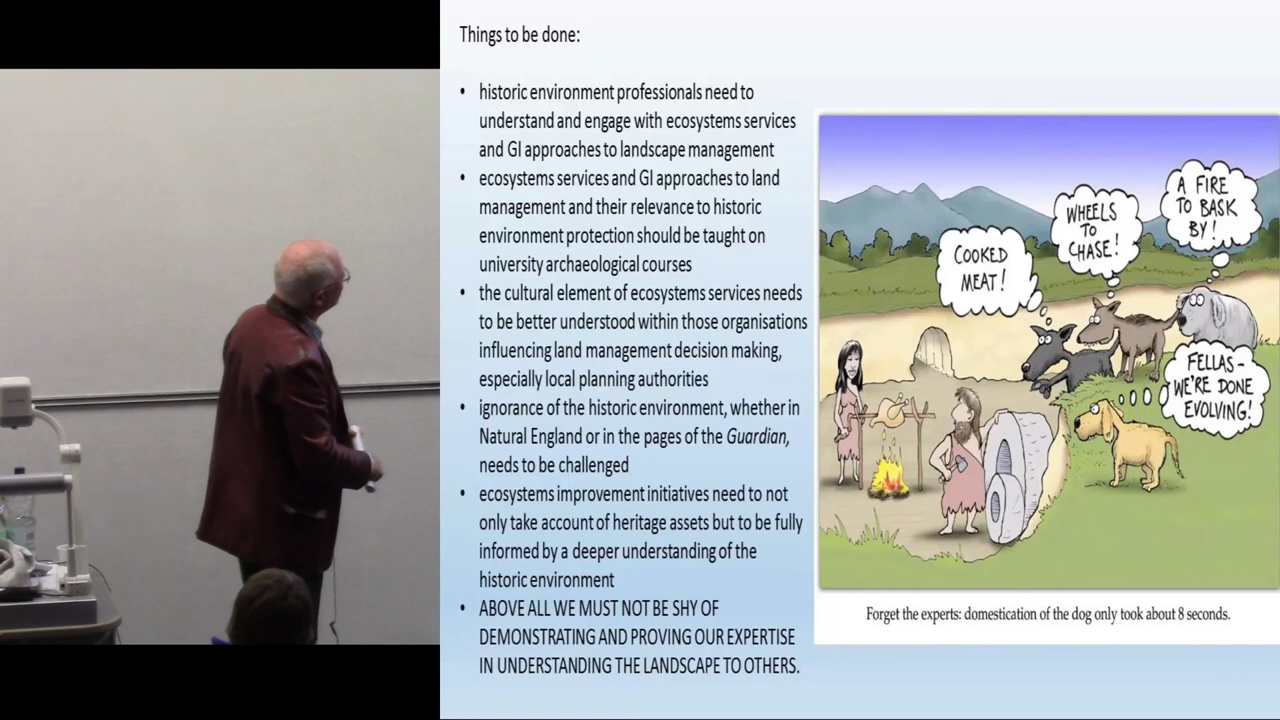 Things to be done:
• historic environment professionals need to
understand and engage with ecosystems services
and GI approaches to landscape management
• ecosystems services and GI approaches to land
management and their relevance to historic
environment protection should be taught on
university archaeological courses
• the cultural element of ecosystems services needs
to be better understood within those organisations
influencing land management decision making,
especially local planning authorities
• ignorance of the historic environment, whether in
Natural England or in the pages of the Guardian,
needs to be challenged
• ecosystems improvement initiatives need to not
only take account of heritage assets but to be fully
informed by a deeper understanding of the
historic environment
• ABOVE ALL WE MUST NOT BE SHY OF
DEMONSTRATING AND PROVING OUR EXPERTISE
IN UNDERSTANDING THE LANDSCAPE TO OTHERS.
COOKED
MEAT!
WHEELS
TO
CHASE!
A FIRE
TO BASK
BY!
FELLAS -
WE'RE DONE
EVOLVING!
Forget the experts: domestication of the dog only took about 8 seconds.